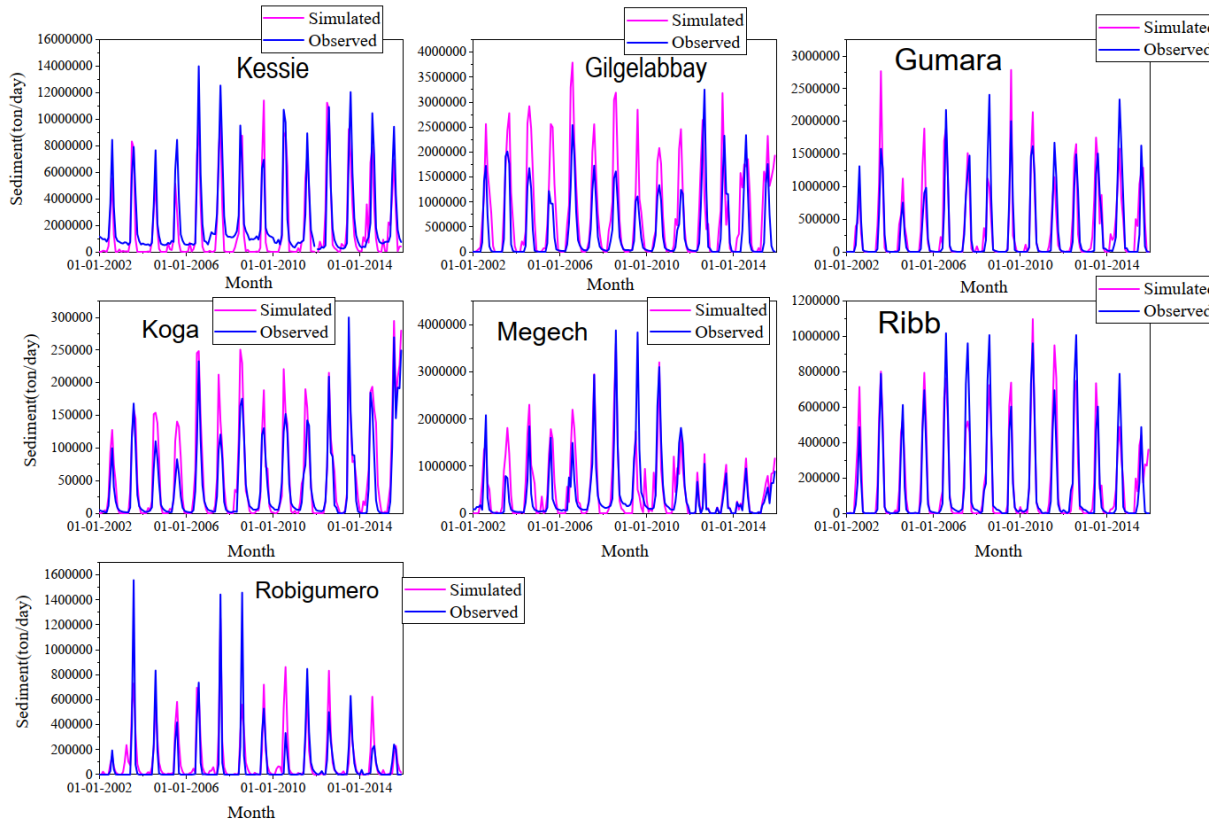 Simulated
Observed
Kessie
Sediment(ton/day)
16000000
14000000
12000000
10000000
8000000
6000000
4000000
2000000
0
01-01-2002 01-01-2006 01-01-2010 01-01-2014
Month
Simulated
Observed
Gilgelabbay
4000000
3500000
3000000
2500000
2000000
1500000
1000000
500000
0
01-01-2002 01-01-2006 01-01-2010 01-01-2014
Month
Simulated
Observed
Gumara
3000000
2500000
2000000
1500000
1000000
500000
0
01-01-2002 01-01-2006 01-01-2010 01-01-2014
Month
Simulated
Observed
Koga
Sediment(ton/day)
300000
250000
200000
150000
100000
50000
0
01-01-2002 01-01-2006 01-01-2010 01-01-2014
Month
Simualted
Observed
Megech
4000000
3000000
2000000
1000000
0
01-01-2002 01-01-2006 01-01-2010 01-01-2014
Month
Simulated
Observed
Ribb
1200000
1000000
800000
600000
400000
200000
0
01-01-2002 01-01-2006 01-01-2010 01-01-2014
Month
Simulated
Observed
Robigumero
Sediment(ton/day)
1600000
1400000
1200000
1000000
800000
600000
400000
200000
0
01-01-2002 01-01-2006 01-01-2010 01-01-2014
Month